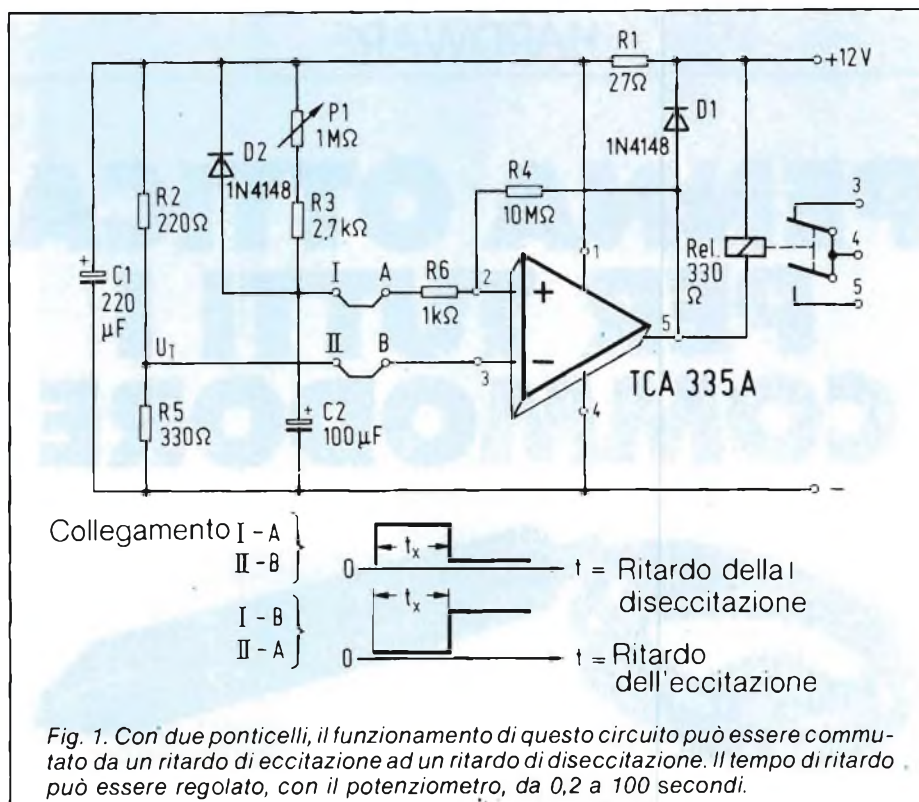 R1
27Ω
+12V
P1
1MΩ
D2
1N4148
D1
1N4148
R2
220Ω
R3
2,7kΩ
R4
10MΩ
C1
220
µF
I
A
R6
1kΩ
2
+
1
Rel.
330
Ω
3
4
5
U_T
II
B
3
−
5
4
TCA 335A
R5
330Ω
C2
100µF
+
+
−
Collegamento I-A
II-B
0
t_x
t = Ritardo della
diseccitazione
I-B
II-A
0
t_x
t = Ritardo
dell'eccitazione
Fig. 1. Con due ponticelli, il funzionamento di questo circuito può essere commu-
tato da un ritardo di eccitazione ad un ritardo di diseccitazione. Il tempo di ritardo
può essere regolato, con il potenziometro, da 0,2 a 100 secondi.